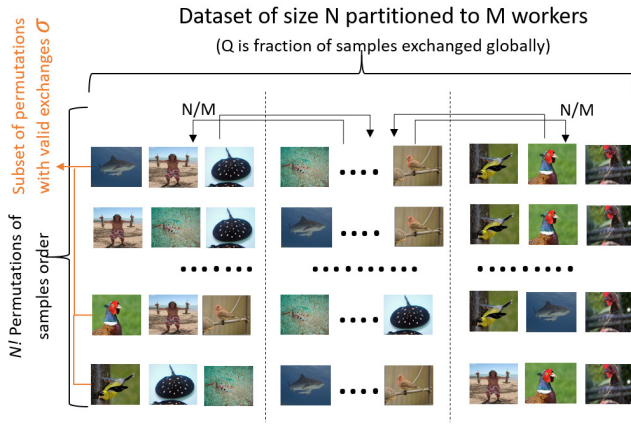 Dataset of size N partitioned to M workers
(Q is fraction of samples exchanged globally)
Subset of permutations
with valid exchanges σ
N!  Permutations of
samples order
N/M
N/M